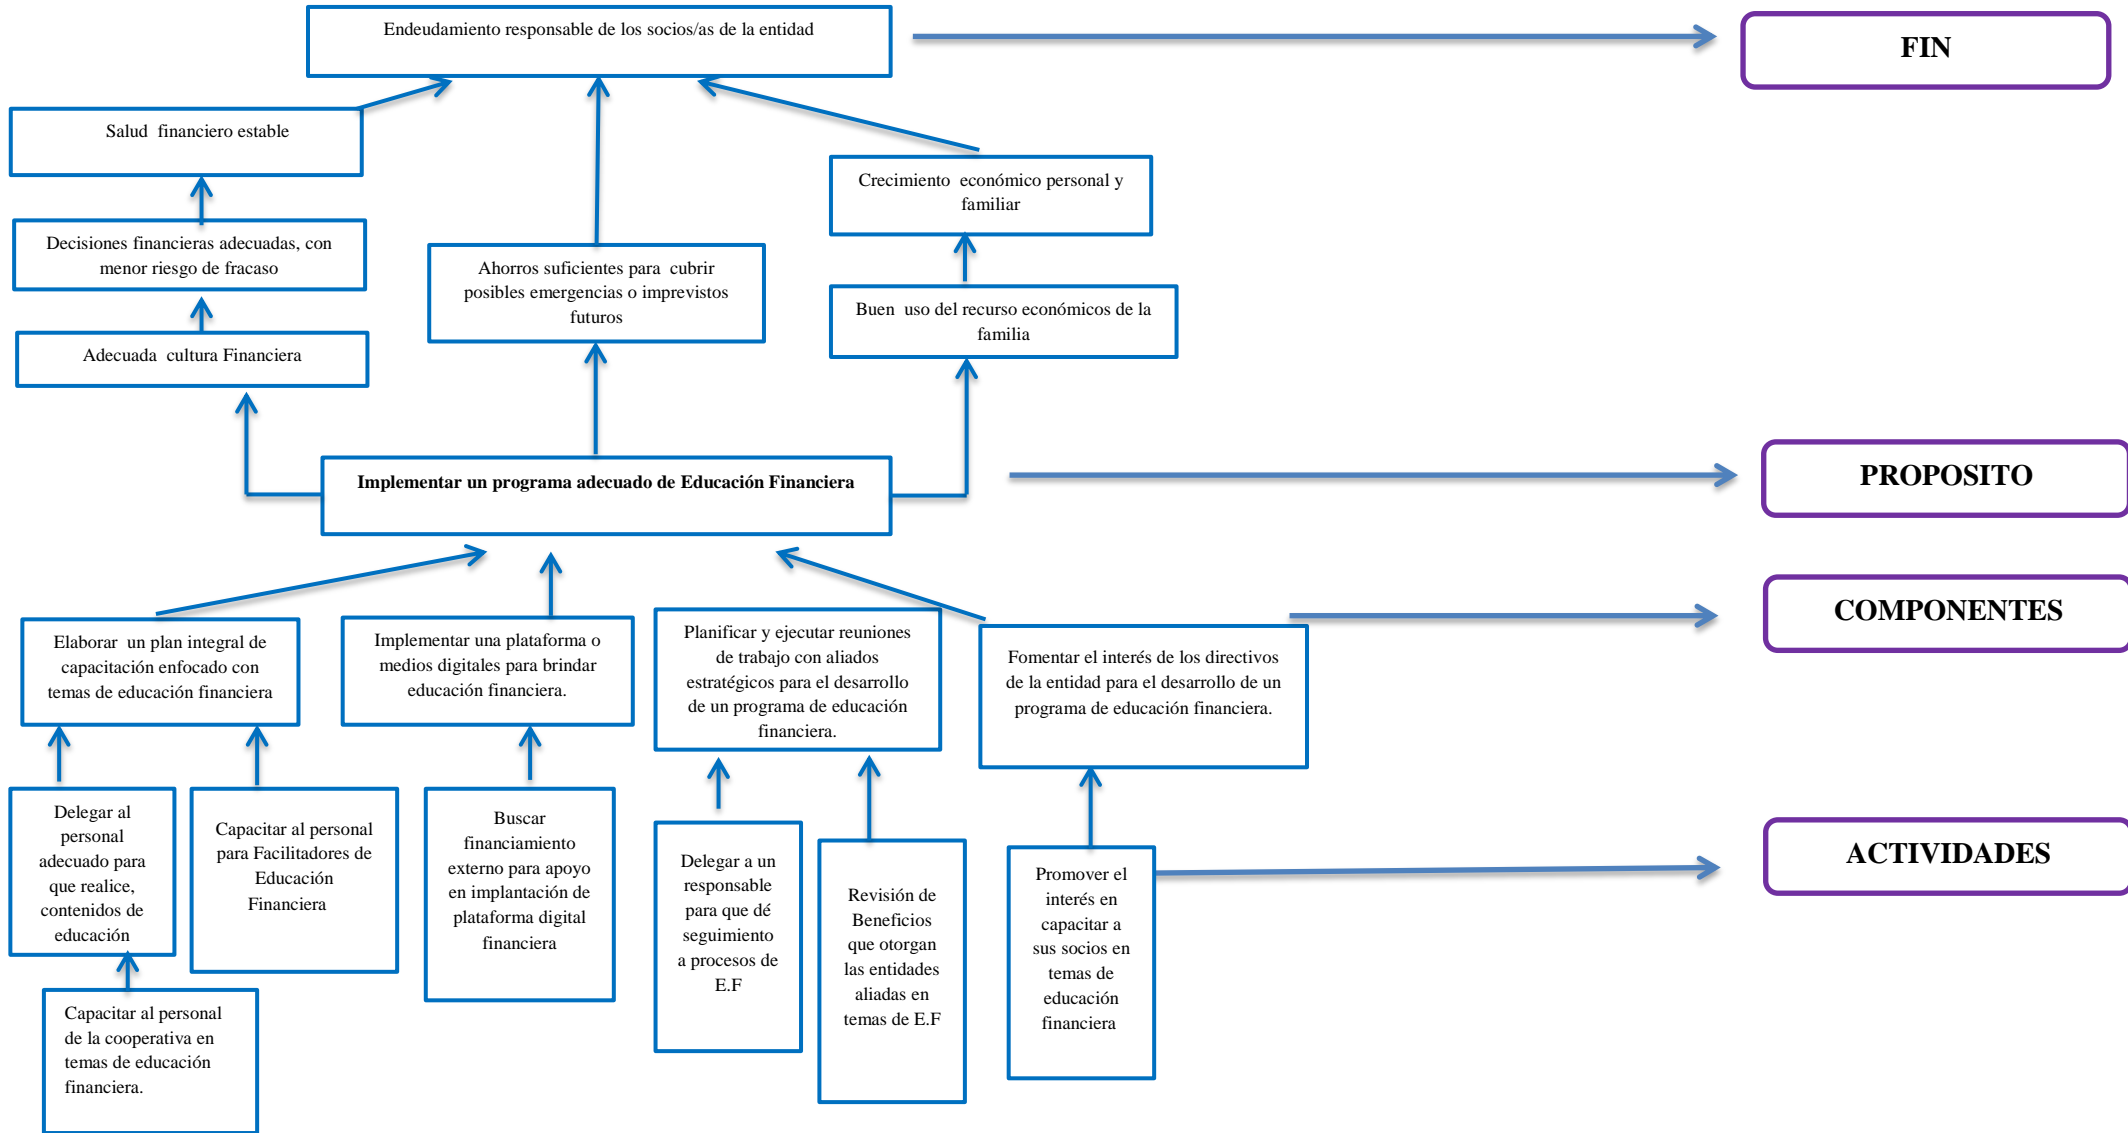 Endeudamiento responsable de los socios/as de la entidad
FIN
Salud financiero estable
Crecimiento económico personal y
familiar
Decisiones financieras adecuadas, con
menor riesgo de fracaso
Ahorros suficientes para cubrir
posibles emergencias o imprevistos
futuros
Buen uso del recurso económicos de la
familia
Adecuada cultura Financiera
Implementar un programa adecuado de Educación Financiera
PROPOSITO
Elaborar un plan integral de
capacitación enfocado con
temas de educación financiera
Implementar una plataforma o
medios digitales para brindar
educación financiera.
Planificar y ejecutar reuniones
de trabajo con aliados
estratégicos para el desarrollo
de un programa de educación
financiera.
Fomentar el interés de los directivos
de la entidad para el desarrollo de un
programa de educación financiera.
COMPONENTES
Delegar al
personal
adecuado para
que realice,
contenidos de
educación
Capacitar al personal
para Facilitadores de
Educación
Financiera
Buscar
financiamiento
externo para apoyo
en implantación de
plataforma digital
financiera
Delegar a un
responsable
para que dé
seguimiento
a procesos de
E.F
Revisión de
Beneficios
que otorgan
las entidades
aliadas en
temas de E.F
Promover el
interés en
capacitar a
sus socios en
temas de
educación
financiera
ACTIVIDADES
Capacitar al personal
de la cooperativa en
temas de educación
financiera.